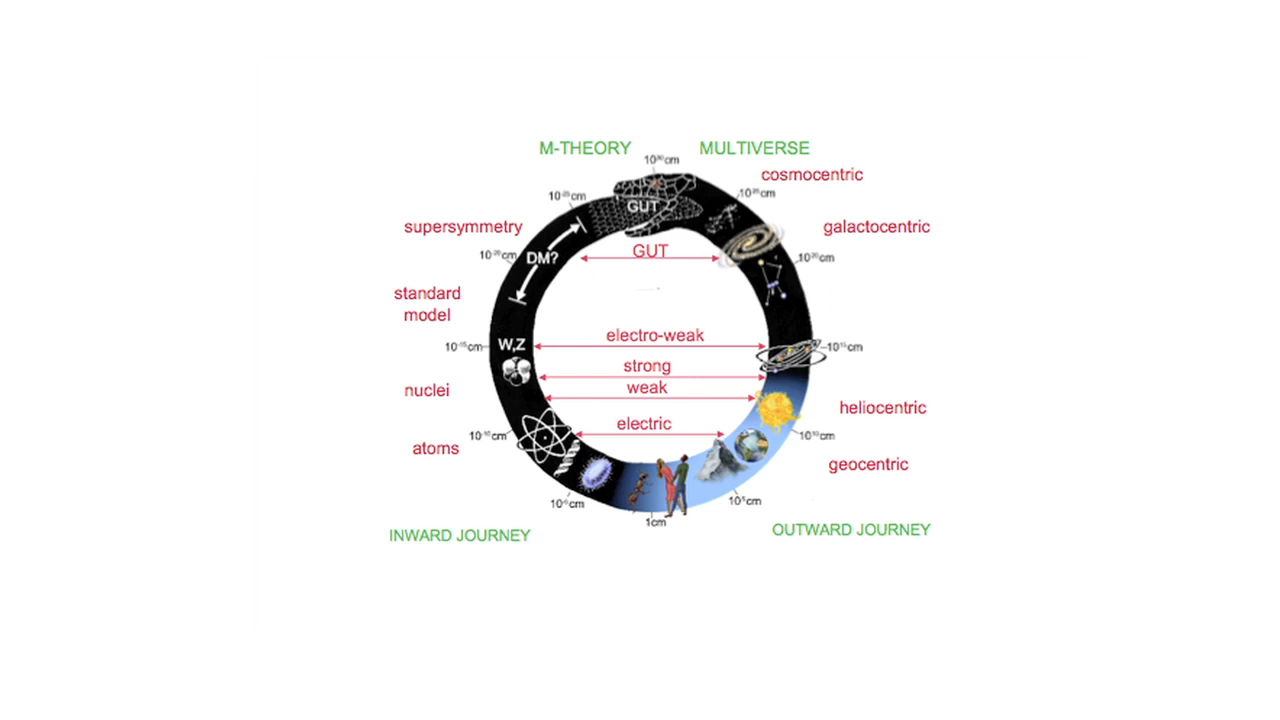 M-THEORY
MULTIVERSE
10³⁰cm
cosmocentric
10⁻²⁵cm
10²⁵cm
GUT
supersymmetry
galactocentric
GUT
10⁻²⁰cm
DM?
10²⁰cm
standard
model
electro-weak
10⁻¹⁵cm
W,Z
10¹⁵cm
strong
weak
nuclei
heliocentric
electric
10⁻¹⁰cm
10¹⁰cm
atoms
geocentric
10⁻⁵cm
10⁵cm
1cm
INWARD JOURNEY
OUTWARD JOURNEY